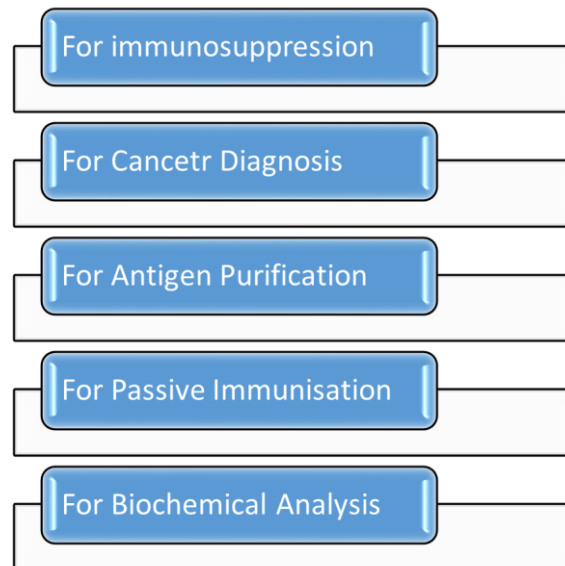 For immunosuppression
For Cancetr Diagnosis
For Antigen Purification
For Passive Immunisation
For Biochemical Analysis